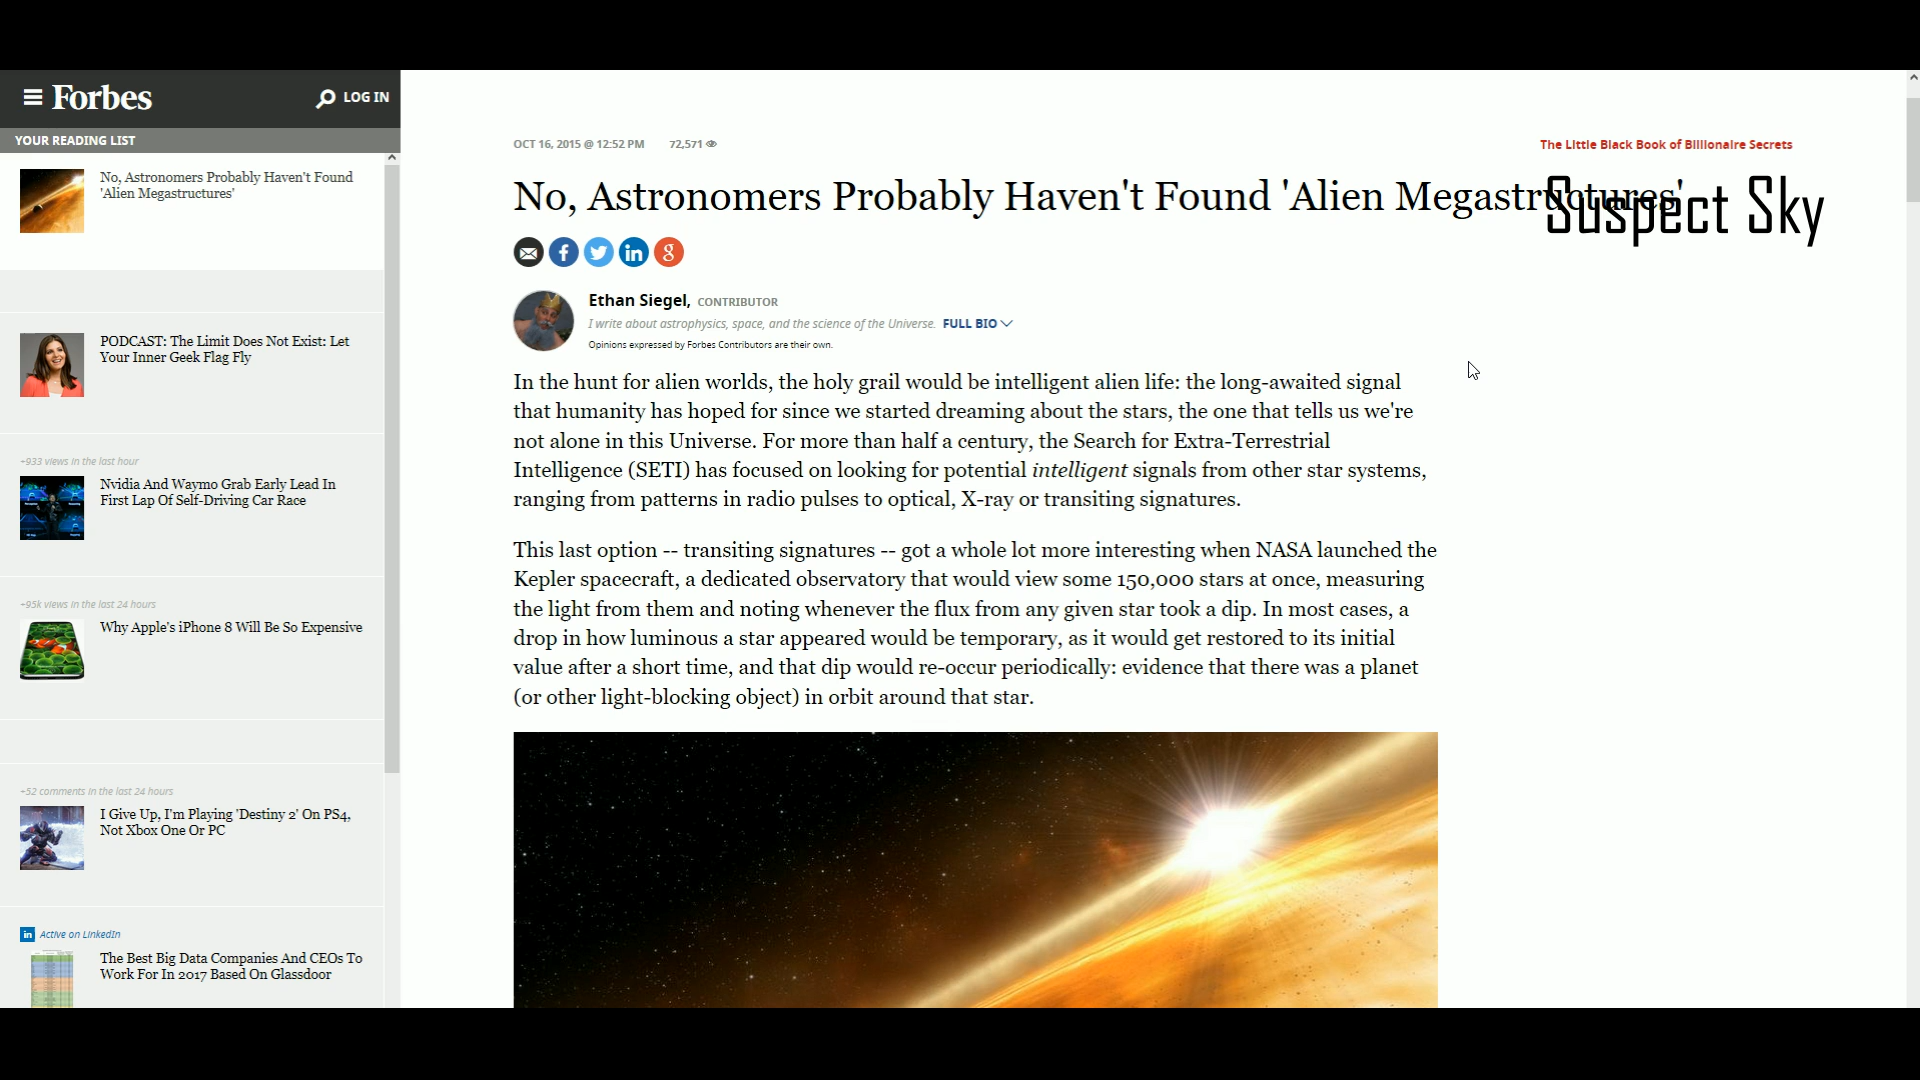 Forbes
LOG IN
YOUR READING LIST
No, Astronomers Probably Haven't Found
'Alien Megastructures'
PODCAST: The Limit Does Not Exist: Let
Your Inner Geek Flag Fly
+933 views in the last hour
Nvidia And Waymo Grab Early Lead In
First Lap Of Self-Driving Car Race
+95k views in the last 24 hours
Why Apple's iPhone 8 Will Be So Expensive
+52 comments in the last 24 hours
I Give Up, I'm Playing 'Destiny 2' On PS4,
Not Xbox One Or PC
in Active on LinkedIn
The Best Big Data Companies And CEOs To
Work For In 2017 Based On Glassdoor
OCT 16, 2015 @ 12:52 PM 72,571
The Little Black Book of Billionaire Secrets
No, Astronomers Probably Haven't Found 'Alien Megastructures'
Suspect Sky
f in g
Ethan Siegel, CONTRIBUTOR
I write about astrophysics, space, and the science of the Universe. FULL BIO
Opinions expressed by Forbes Contributors are their own.
In the hunt for alien worlds, the holy grail would be intelligent alien life: the long-awaited signal
that humanity has hoped for since we started dreaming about the stars, the one that tells us we're
not alone in this Universe. For more than half a century, the Search for Extra-Terrestrial
Intelligence (SETI) has focused on looking for potential intelligent signals from other star systems,
ranging from patterns in radio pulses to optical, X-ray or transiting signatures.
This last option -- transiting signatures -- got a whole lot more interesting when NASA launched the
Kepler spacecraft, a dedicated observatory that would view some 150,000 stars at once, measuring
the light from them and noting whenever the flux from any given star took a dip. In most cases, a
drop in how luminous a star appeared would be temporary, as it would get restored to its initial
value after a short time, and that dip would re-occur periodically: evidence that there was a planet
(or other light-blocking object) in orbit around that star.